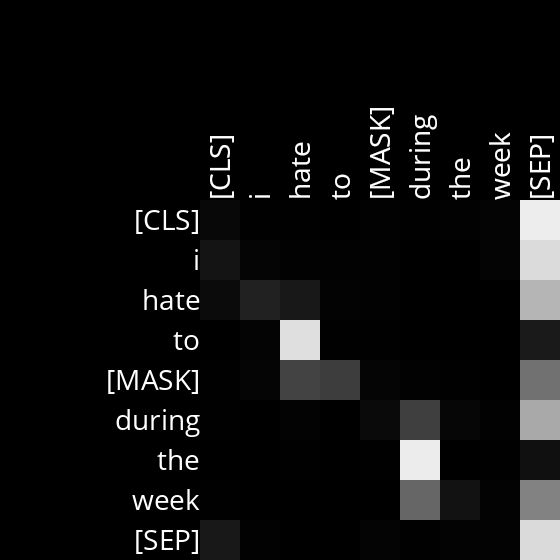 [CLS] i hate to [MASK] during the week [SEP]
[CLS]
i
hate
to
[MASK]
during
the
week
[SEP]